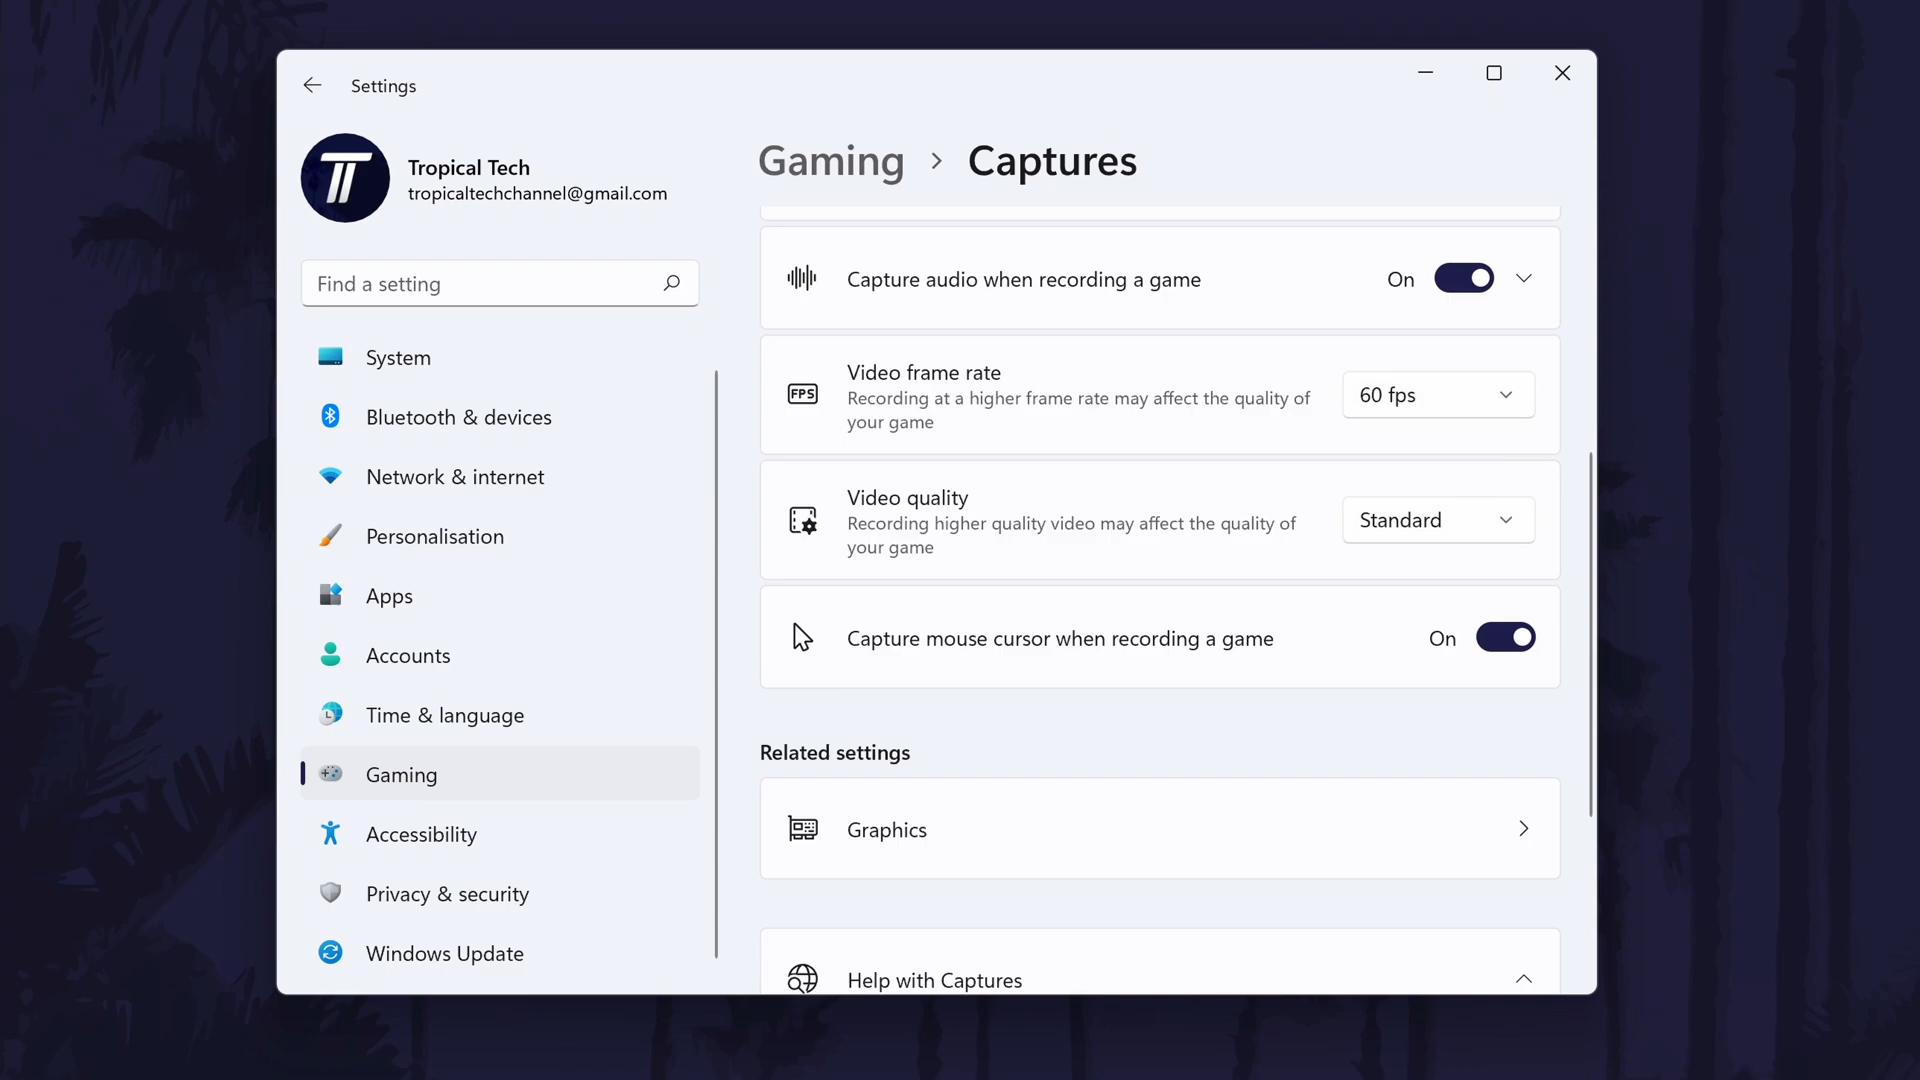 Settings
Tropical Tech
tropicaltechchannel@gmail.com
Find a setting
System
Bluetooth & devices
Network & internet
Personalisation
Apps
Accounts
Time & language
Gaming
Accessibility
Privacy & security
Windows Update
Gaming > Captures
Capture audio when recording a game
On
FPS
Video frame rate
Recording at a higher frame rate may affect the quality of
your game
60 fps
Video quality
Recording higher quality video may affect the quality of
your game
Standard
Capture mouse cursor when recording a game
On
Related settings
Graphics
Help with Captures